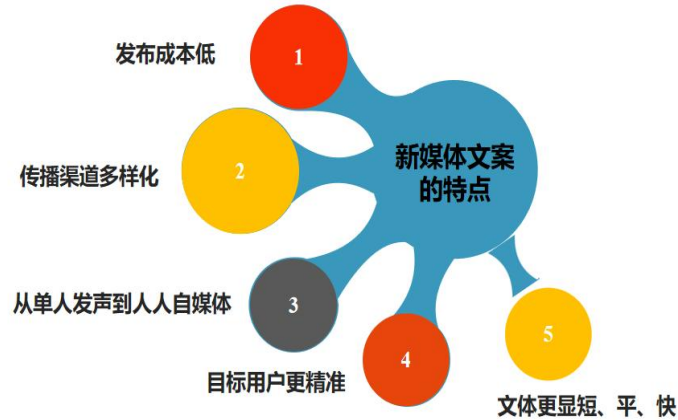 新媒体文案
的特点
1
发布成本低
2
传播渠道多样化
3
从单人发声到人人自媒体
4
目标用户更精准
5
文体更显短、平、快